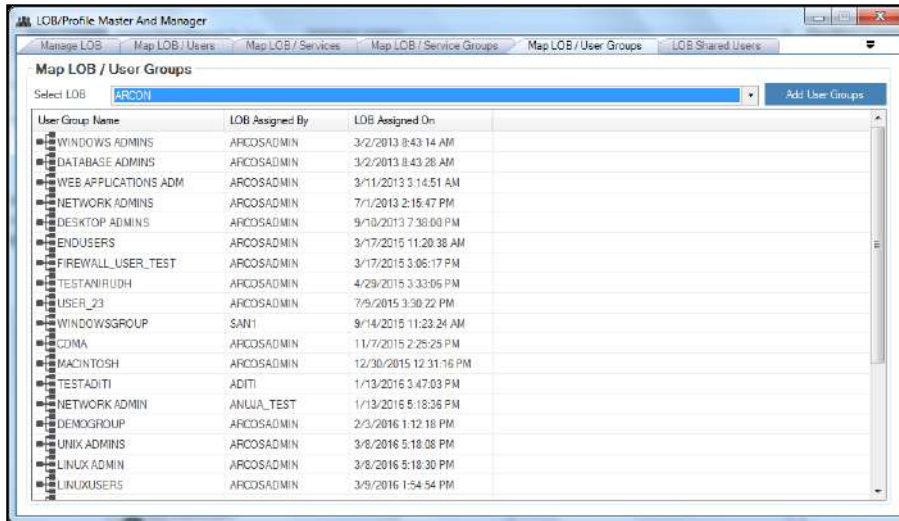 LOB/Profile Master And Manager
Manage LOB Map LOB / Users Map LOB / Services Map LOB / Service Groups Map LOB / User Groups LOB Shared Users
Map LOB / User Groups
Select LOB ARCON Add User Groups
User Group Name LOB Assigned By LOB Assigned On
WINDOWS ADMINS ARCOSADMIN 3/2/2013 8:43:14 AM
DATABASE ADMINS ARCOSADMIN 3/2/2013 8:43:28 AM
WEB APPLICATIONS ADM ARCOSADMIN 3/11/2013 3:14:51 AM
NETWORK ADMINS ARCOSADMIN 7/1/2013 2:15:47 PM
DESKTOP ADMINS ARCOSADMIN 9/10/2013 7:38:00 PM
ENDUSERS ARCOSADMIN 3/17/2015 11:20:38 AM
FIREWALL_USER_TEST ARCOSADMIN 3/17/2015 3:06:17 PM
TESTANIRUDH ARCOSADMIN 4/29/2015 3:33:06 PM
USER_23 ARCOSADMIN 7/9/2015 3:30:22 PM
WINDOWSGROUP SAN1 9/14/2015 11:23:24 AM
CDMA ARCOSADMIN 11/7/2015 2:25:25 PM
MACINTOSH ARCOSADMIN 12/30/2015 12:31:16 PM
TESTADITI ADITI 1/13/2016 3:47:03 PM
NETWORK ADMIN ANUJA_TEST 1/13/2016 5:18:36 PM
DEMOGROUP ARCOSADMIN 2/3/2016 1:12:18 PM
UNIX ADMINS ARCOSADMIN 3/8/2016 5:18:08 PM
LINUX ADMIN ARCOSADMIN 3/8/2016 5:18:30 PM
LINUXUSERS ARCOSADMIN 3/9/2016 1:54:54 PM